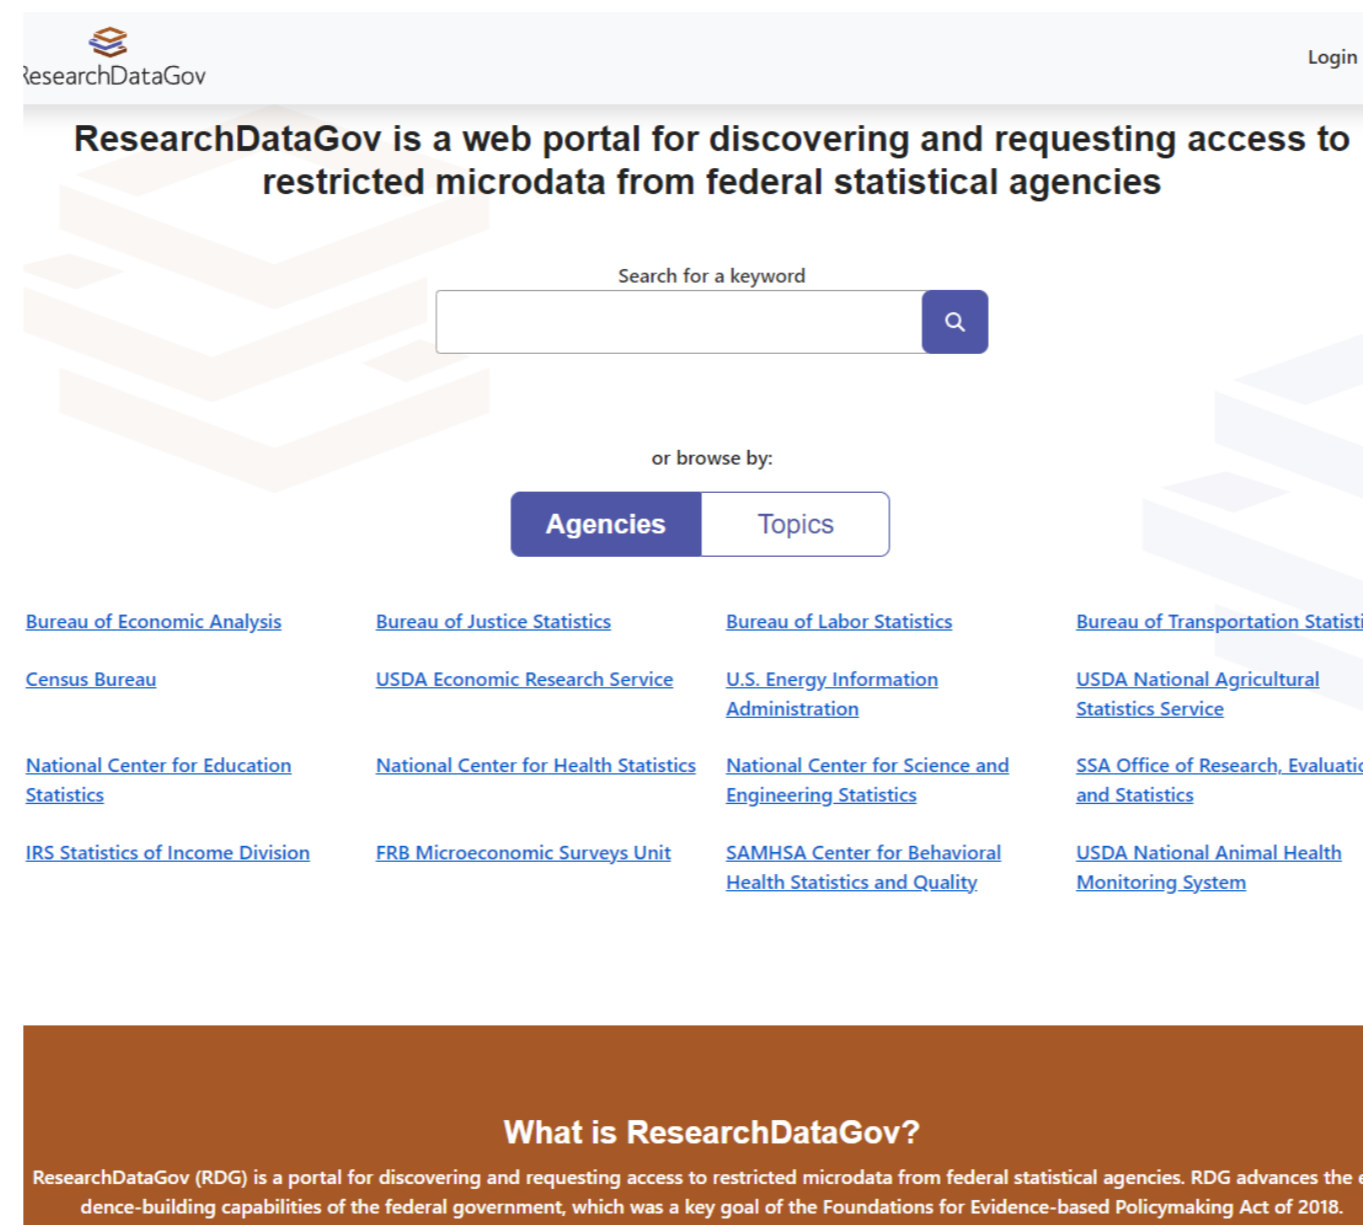 ResearchDataGov
Login
ResearchDataGov is a web portal for discovering and requesting access to
restricted microdata from federal statistical agencies
Search for a keyword
or browse by:
Agencies Topics
Bureau of Economic Analysis Bureau of Justice Statistics Bureau of Labor Statistics Bureau of Transportation
Census Bureau USDA Economic Research Service U.S. Energy Information USDA National Agricultural
Administration Statistics Service
National Center for Education National Center for Health Statistics National Center for Science and SSA Office of Research,
Statistics Engineering Statistics and Statistics
IRS Statistics of Income Division FRB Microeconomic Surveys Unit SAMHSA Center for Behavioral USDA National Animal Health
Health Statistics and Quality Monitoring System
What is ResearchDataGov?
ResearchDataGov (RDG) is a portal for discovering and requesting access to restricted microdata from federal statistical agencies. RDG advances the
dence-building capabilities of the federal government, which was a key goal of the Foundations for Evidence-based Policymaking Act of 2018.